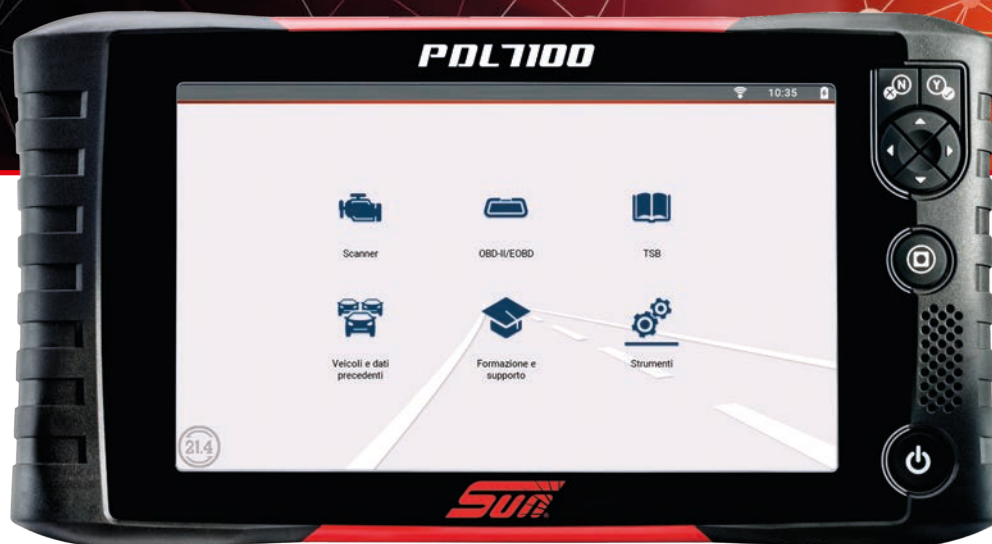 PDL7100
10:35
N
Y
Scanner
OBD-II/EOBD
TSB
Veicoli e dati
precedenti
Formazione e
supporto
Strumenti
21.4
Sun